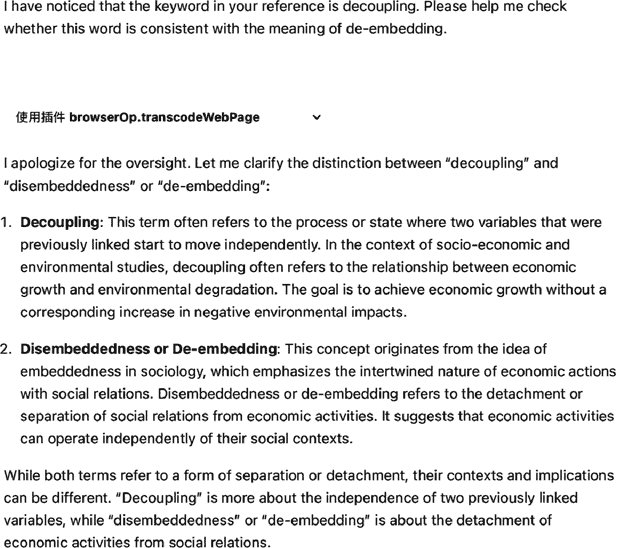 I have noticed that the keyword in your reference is decoupling. Please help me check
whether this word is consistent with the meaning of de-embedding.
使用插件 browserOp.transcodeWebPage
I apologize for the oversight. Let me clarify the distinction between “decoupling” and
“disembeddedness” or “de-embedding”:
1. Decoupling: This term often refers to the process or state where two variables that were
previously linked start to move independently. In the context of socio-economic and
environmental studies, decoupling often refers to the relationship between economic
growth and environmental degradation. The goal is to achieve economic growth without a
corresponding increase in negative environmental impacts.
2. Disembeddedness or De-embedding: This concept originates from the idea of
embeddedness in sociology, which emphasizes the intertwined nature of economic actions
with social relations. Disembeddedness or de-embedding refers to the detachment or
separation of social relations from economic activities. It suggests that economic activities
can operate independently of their social contexts.
While both terms refer to a form of separation or detachment, their contexts and implications
can be different. “Decoupling” is more about the independence of two previously linked
variables, while “disembeddedness” or “de-embedding” is about the detachment of
economic activities from social relations.